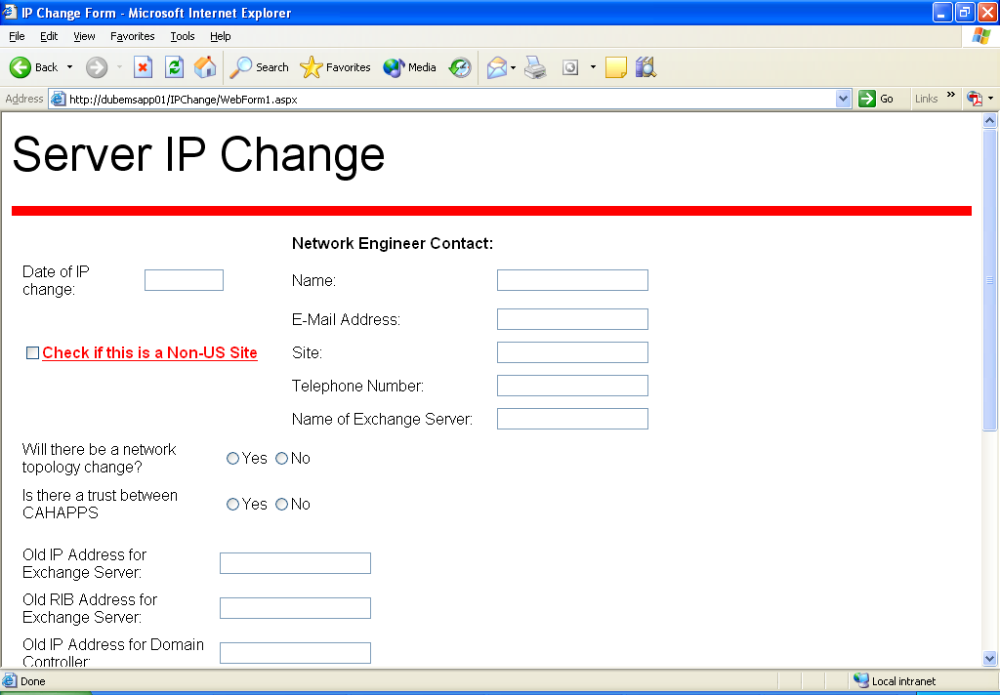 IP Change Form - Microsoft Internet Explorer
File Edit View Favorites Tools Help
Back Search Favorites Media
Address http://dubemsapp01/IPChange/WebForm1.aspx Go Links »
Server IP Change
Network Engineer Contact:
Date of IP
change:
Name:
E-Mail Address:
Check if this is a Non-US Site
Site:
Telephone Number:
Name of Exchange Server:
Will there be a network
topology change?
Yes No
Is there a trust between
CAHAPPS
Yes No
Old IP Address for
Exchange Server:
Old RIB Address for
Exchange Server:
Old IP Address for Domain
Controller:
Done Local intranet